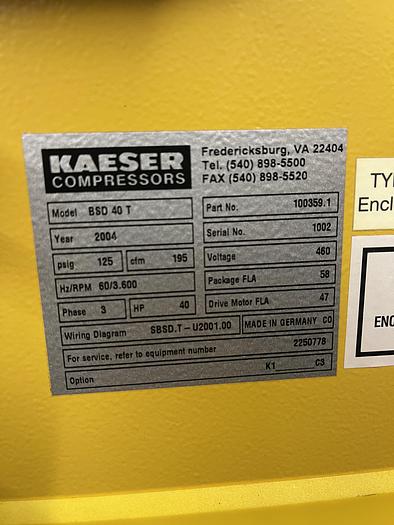 KAESER
COMPRESSORS
Fredericksburg, VA 22404
Tel. (540) 898-5500
FAX (540) 898-5520
Model BSD 40 T
Part No. 100359.1
Year 2004
Serial No. 1002
psig 125 cfm 195
Voltage 460
Hz/RPM 60/3.600
Package FLA 58
Phase 3 HP 40
Drive Motor FLA 47
Wiring Diagram SBSD.T-U2001.00 MADE IN GERMANY CO
For service, refer to equipment number 2250778
Option K1 C3
TY
Encl
ENC